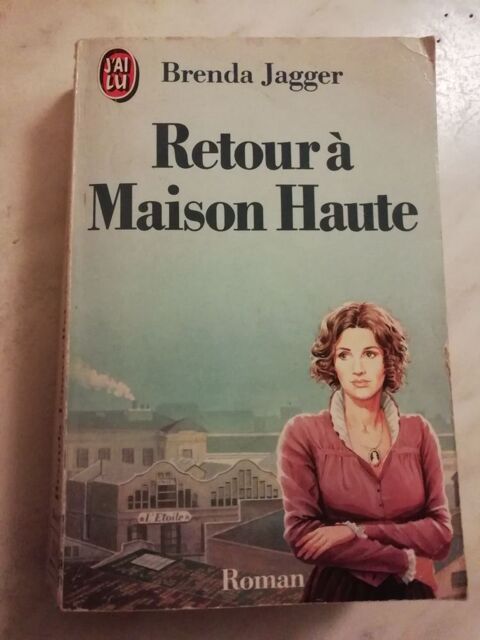 J'AI
LU
Brenda Jagger
Retour à
Maison Haute
★ L'Etoile ★
Roman